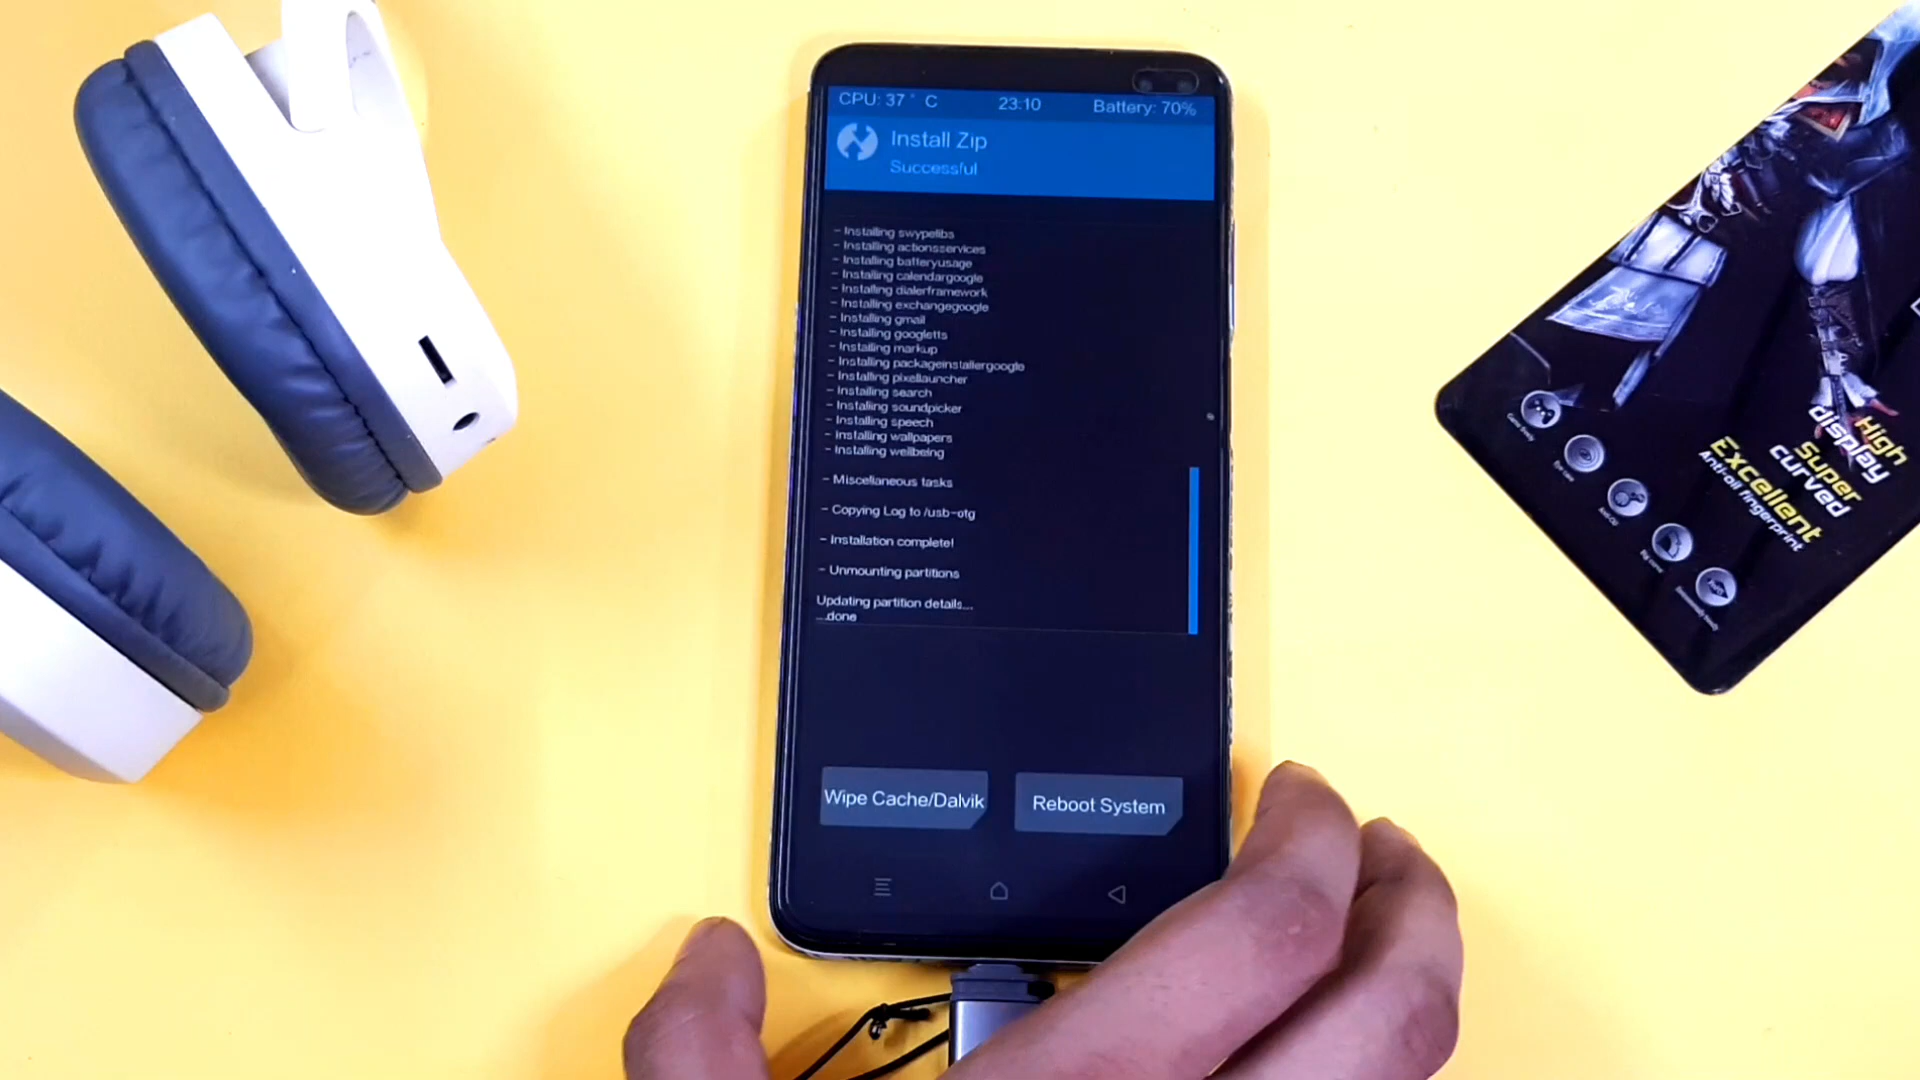 CPU: 37 ° C 23:10 Battery: 70%
Install Zip
Successful
- Installing swypelibs
- Installing actionsservices
- Installing batteryusage
- Installing calendargoogle
- Installing dialerframework
- Installing exchangegoogle
- Installing gmail
- Installing googletts
- Installing markup
- Installing packageinstallergoogle
- Installing pixellauncher
- Installing search
- Installing soundpicker
- Installing speech
- Installing wallpapers
- Installing wellbeing
- Miscellaneous tasks
- Copying Log to /usb-otg
- Installation complete!
- Unmounting partitions
Updating partition details...
...done
Wipe Cache/Dalvik
Reboot System
High
display
Super
curved
Excellent
Anti-oil fingerprint